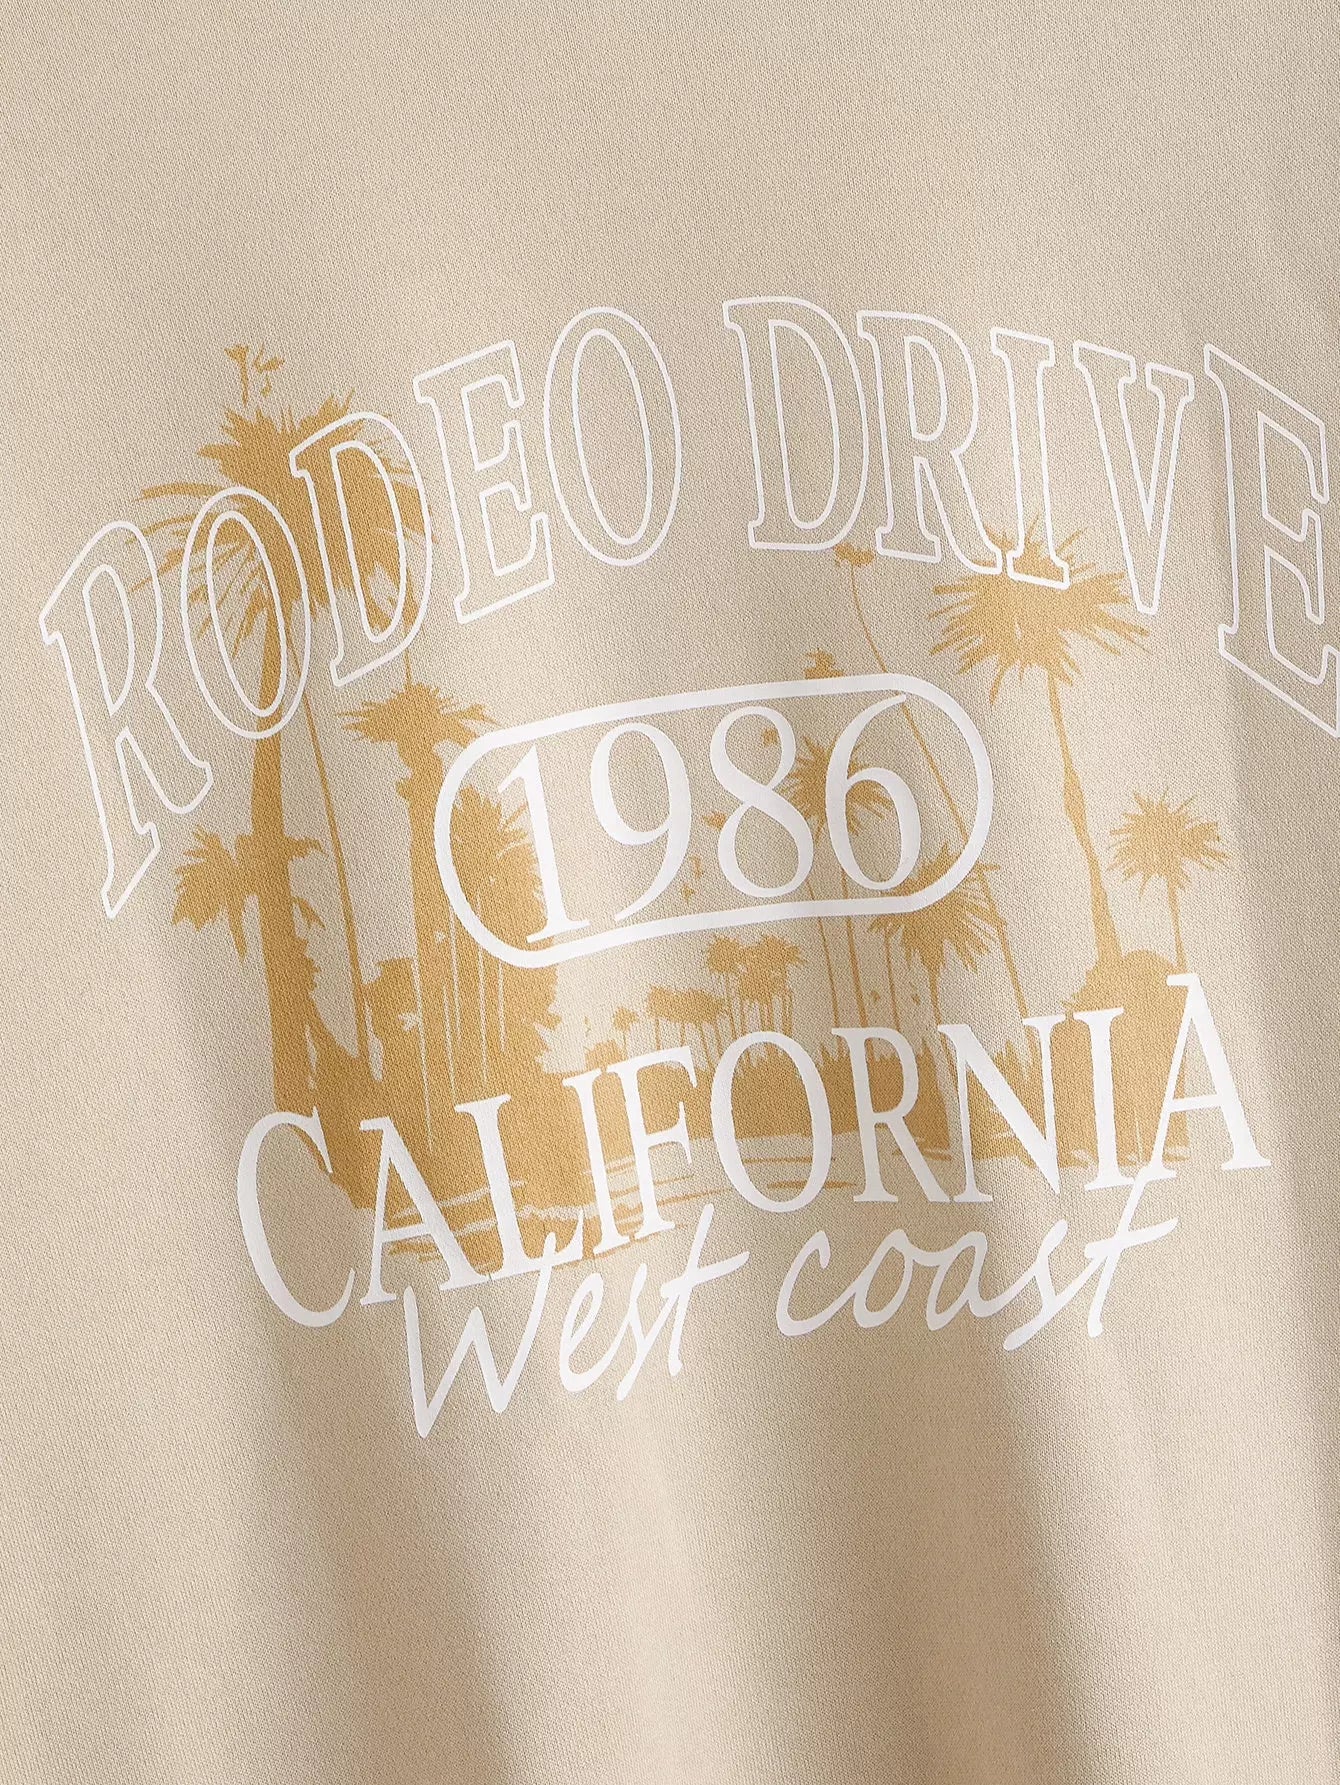 RODEO DRIVE
1986
CALIFORNIA
West coast